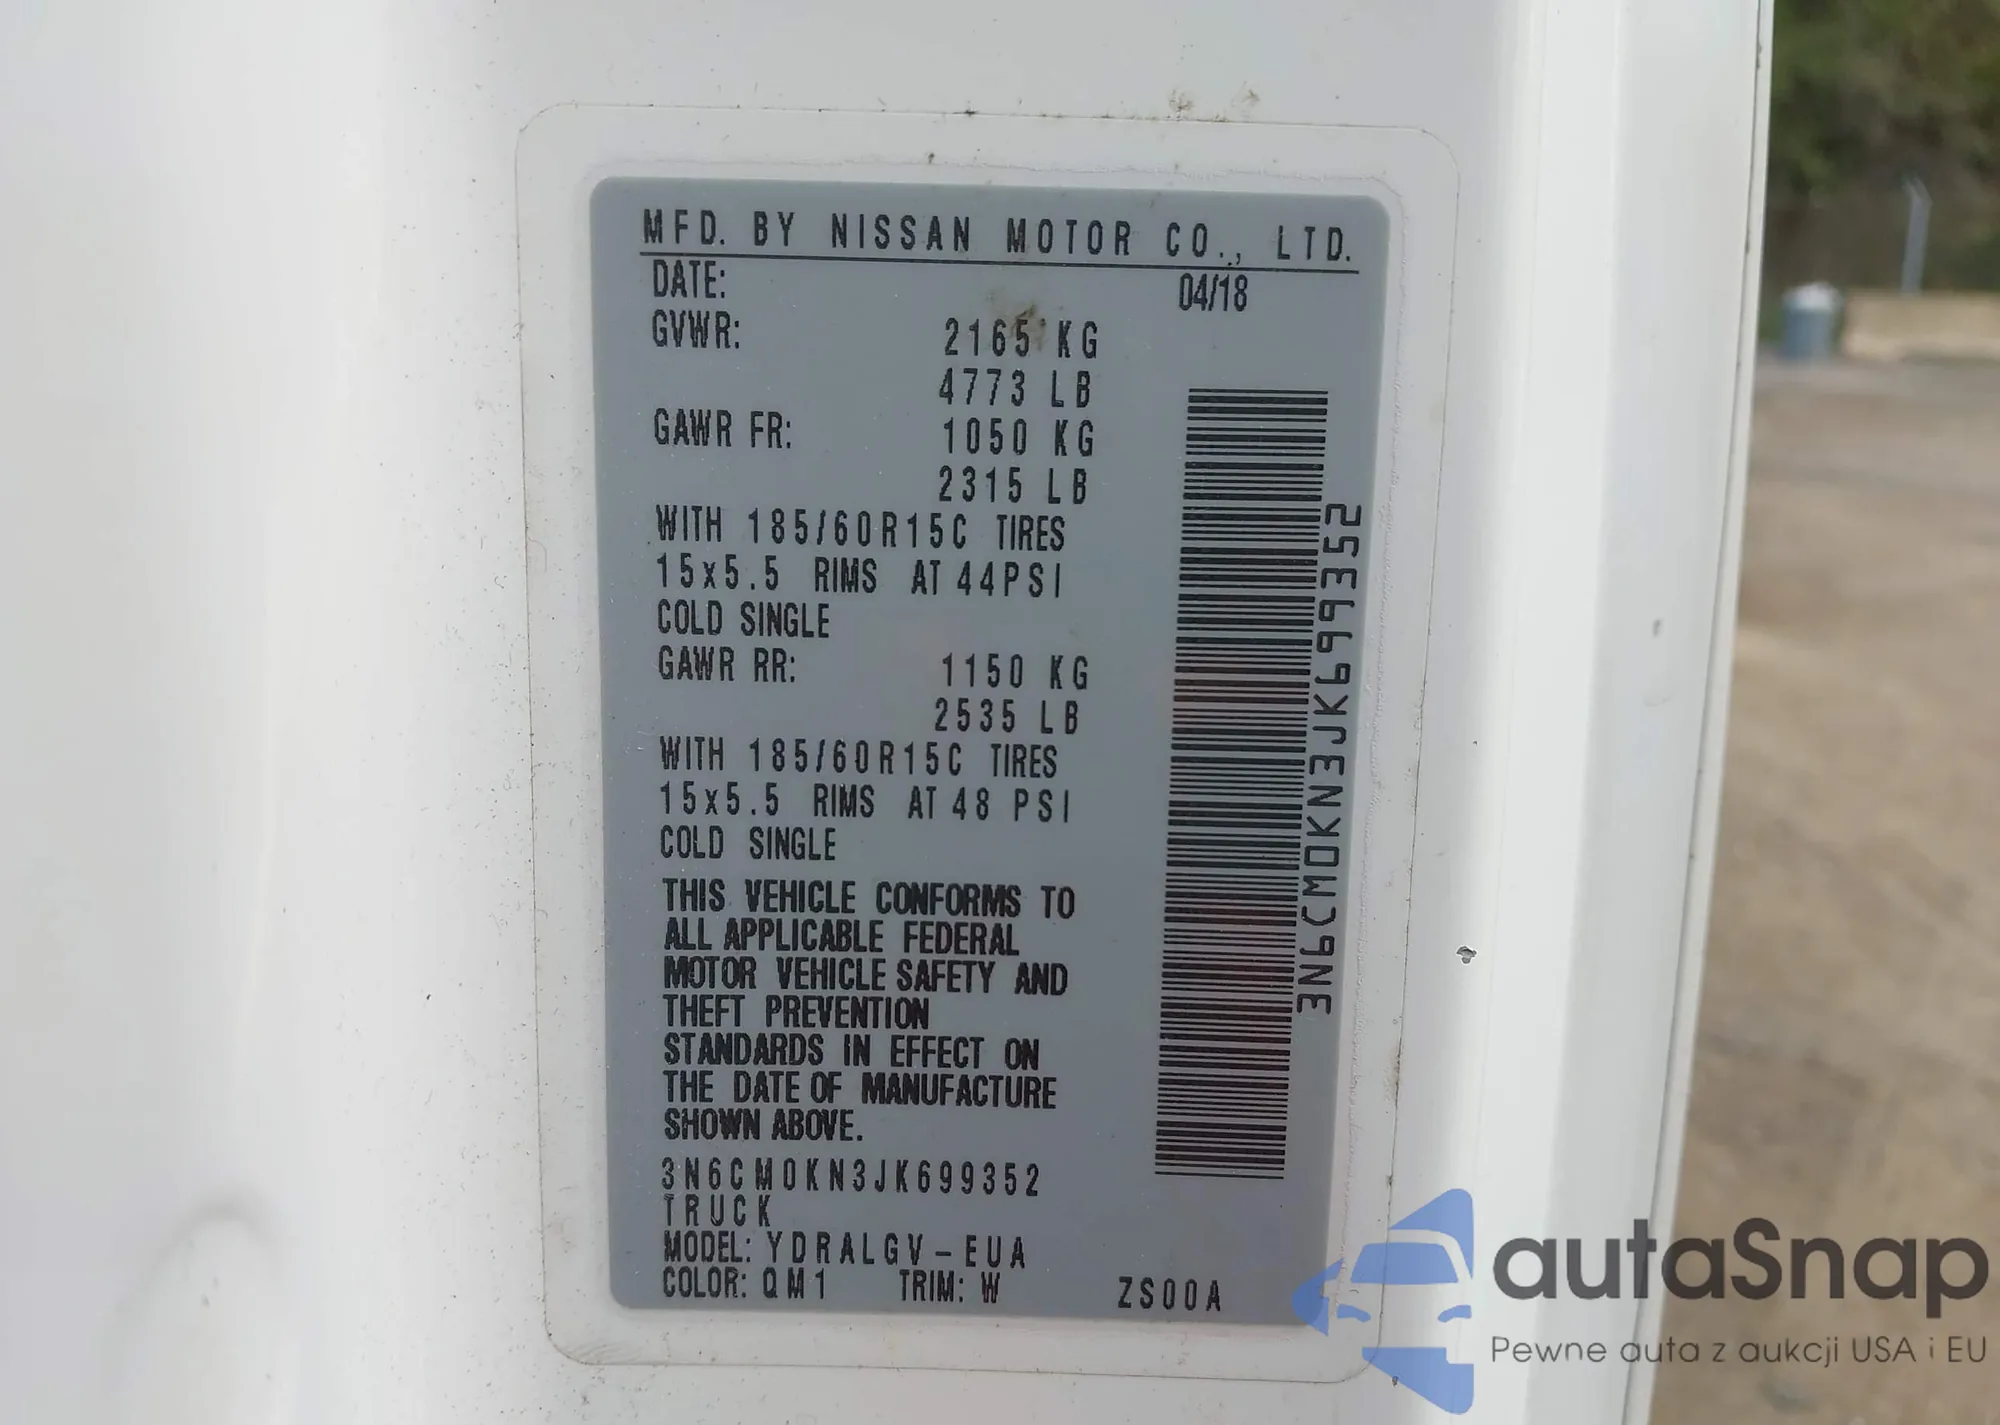 MFD. BY NISSAN MOTOR CO., LTD.
DATE: 04/18
GVWR: 2165 KG
4773 LB
GAWR FR: 1050 KG
2315 LB
WITH 185/60R15C TIRES
15x5.5 RIMS AT 44PSI
COLD SINGLE
GAWR RR: 1150 KG
2535 LB
WITH 185/60R15C TIRES
15x5.5 RIMS AT 48 PSI
COLD SINGLE
THIS VEHICLE CONFORMS TO
ALL APPLICABLE FEDERAL
MOTOR VEHICLE SAFETY AND
THEFT PREVENTION
STANDARDS IN EFFECT ON
THE DATE OF MANUFACTURE
SHOWN ABOVE.
3N6CM0KN3JK699352
TRUCK
MODEL: YDRALGV-EUA
COLOR: QM1 TRIM: W ZS00A
3N6CM0KN3JK699352
autaSnap
Pewne auta z aukcji USA i EU